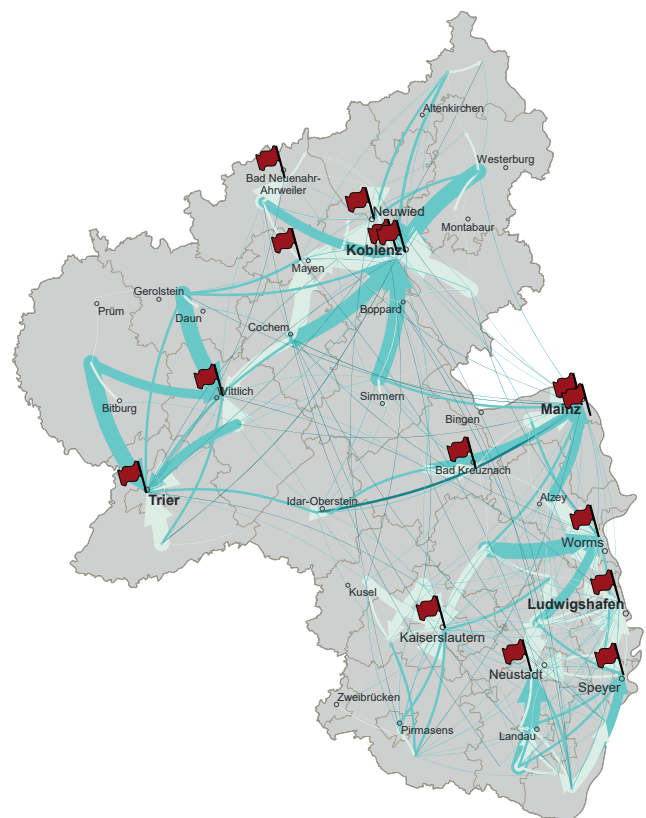 Altenkirchen
Westerburg
Bad Neuenahr-
Ahrweiler
Neuwied
Montabaur
Koblenz
Mayen
Gerolstein
Prüm
Boppard
Daun
Cochem
Wittlich
Simmern
Bitburg
Mainz
Bingen
Bad Kreuznach
Trier
Idar-Oberstein
Alzey
Worms
Kusel
Ludwigshafen
Kaiserslautern
Neustadt
Speyer
Zweibrücken
Pirmasens
Landau